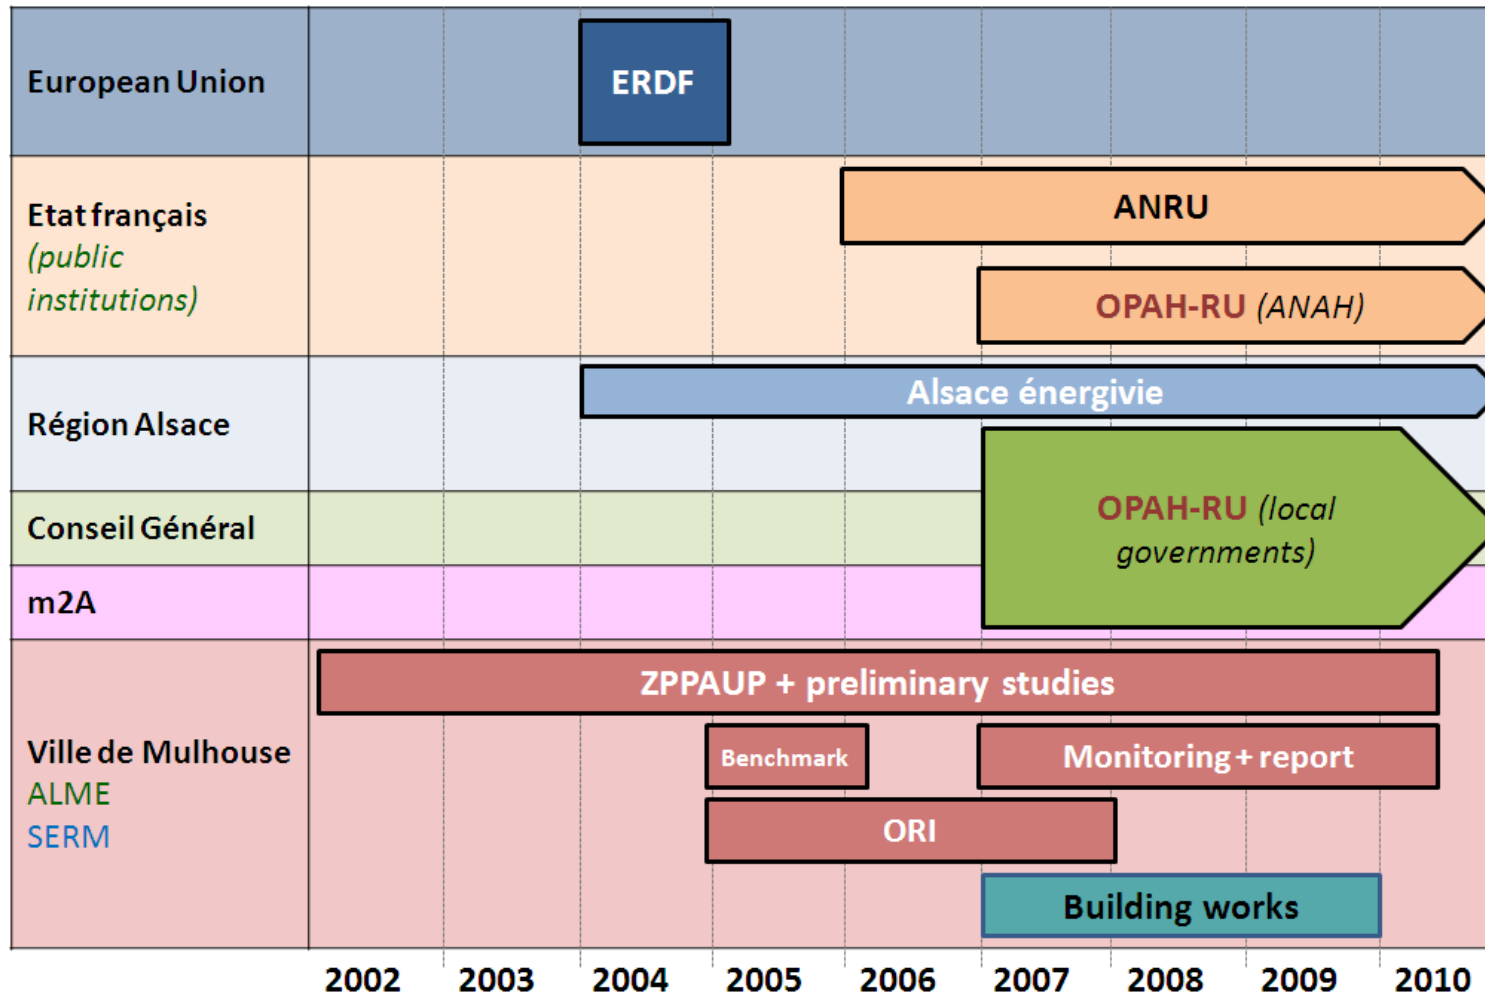 European Union
ERDF
Etat français
(public
institutions)
ANRU
OPAH-RU (ANAH)
Région Alsace
Alsace énergivie
Conseil Général
OPAH-RU (local
governments)
m2A
ZPPAUP + preliminary studies
Ville de Mulhouse
ALME
SERM
Benchmark
Monitoring + report
ORI
Building works
2002 2003 2004 2005 2006 2007 2008 2009 2010